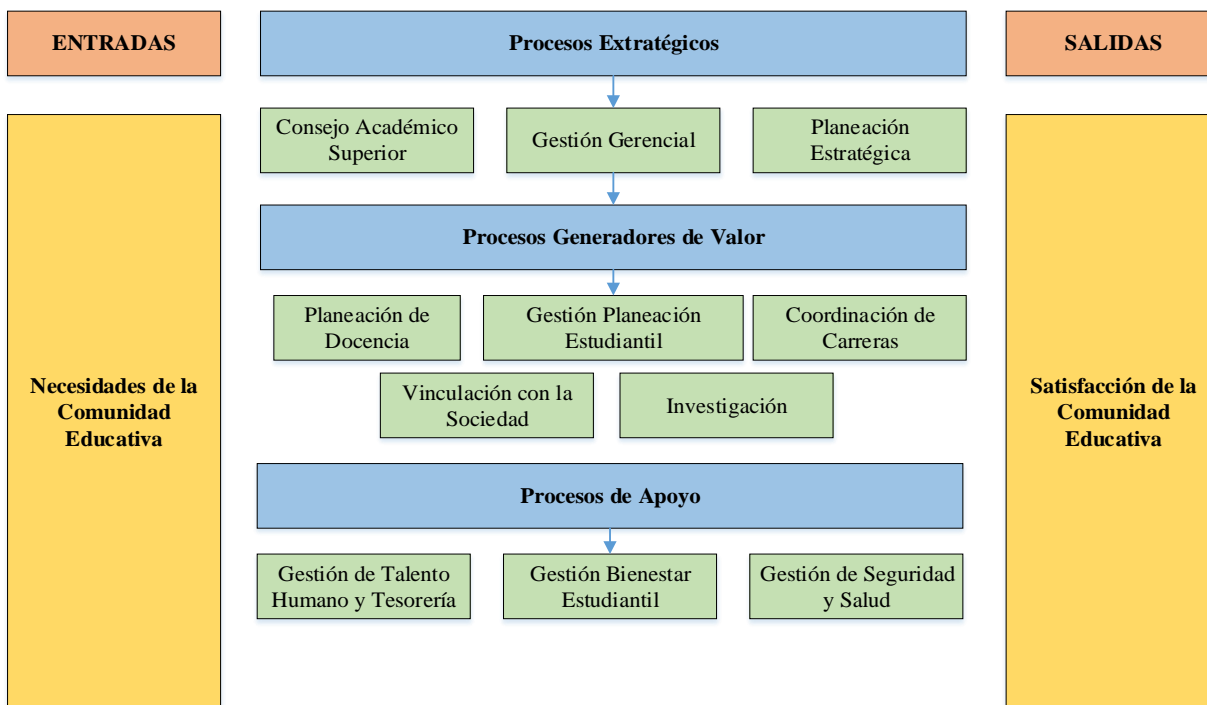 ENTRADAS
Procesos Extratégicos
SALIDAS
Consejo Académico
Superior
Gestión Gerencial
Planeación
Estratégica
Procesos Generadores de Valor
Planeación de
Docencia
Gestión Planeación
Estudiantil
Coordinación de
Carreras
Necesidades de la
Comunidad
Educativa
Vinculación con la
Sociedad
Investigación
Satisfacción de la
Comunidad
Educativa
Procesos de Apoyo
Gestión de Talento
Humano y Tesorería
Gestión Bienestar
Estudiantil
Gestión de Seguridad
y Salud